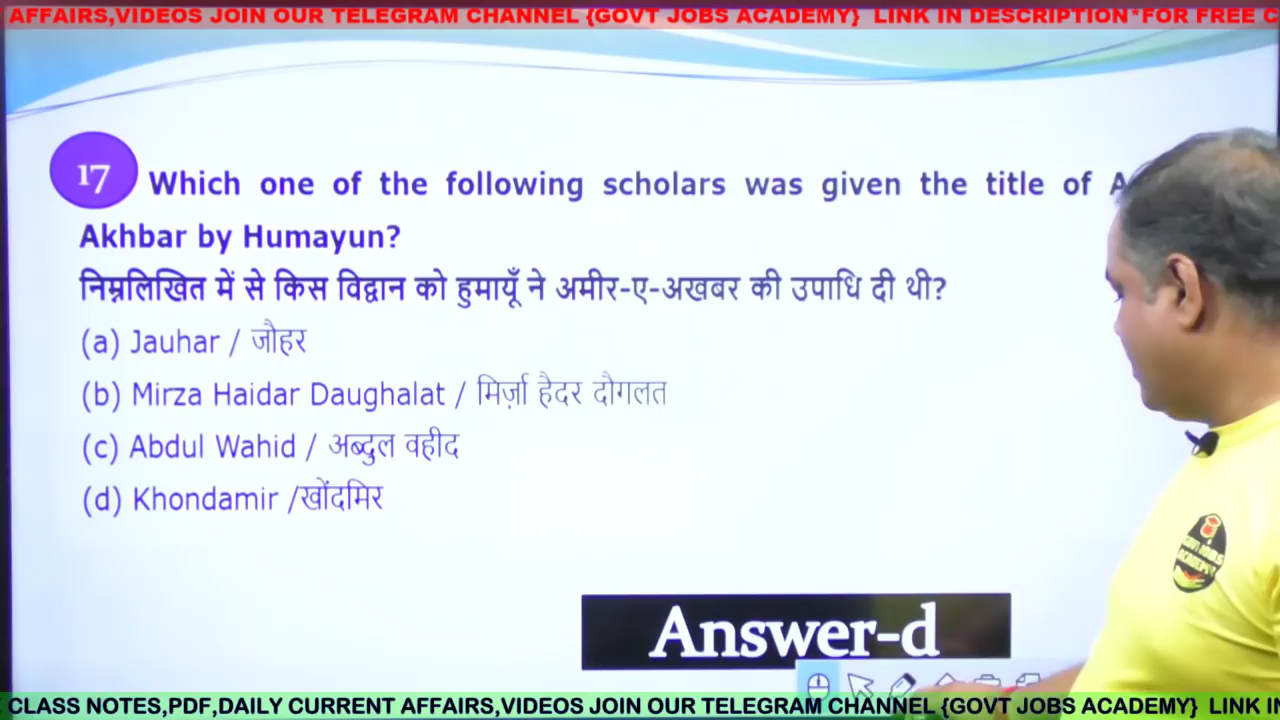 AFFAIRS,VIDEOS JOIN OUR TELEGRAM CHANNEL {GOVT JOBS ACADEMY} LINK IN DESCRIPTION*FOR FREE C
17
Which one of the following scholars was given the title of A
Akhbar by Humayun?
निम्नलिखित में से किस विद्वान को हुमायूँ ने अमीर-ए-अखबर की उपाधि दी थी?
(a) Jauhar / जौहर
(b) Mirza Haidar Daughalat / मिर्ज़ा हैदर दौगलत
(c) Abdul Wahid / अब्दुल वहीद
(d) Khondamir /खोंदमिर
GOVT JOBS
ACADEMY
Answer-d
CLASS NOTES,PDF,DAILY CURRENT AFFAIRS,VIDEOS JOIN OUR TELEGRAM CHANNEL {GOVT JOBS ACADEMY} LINK I